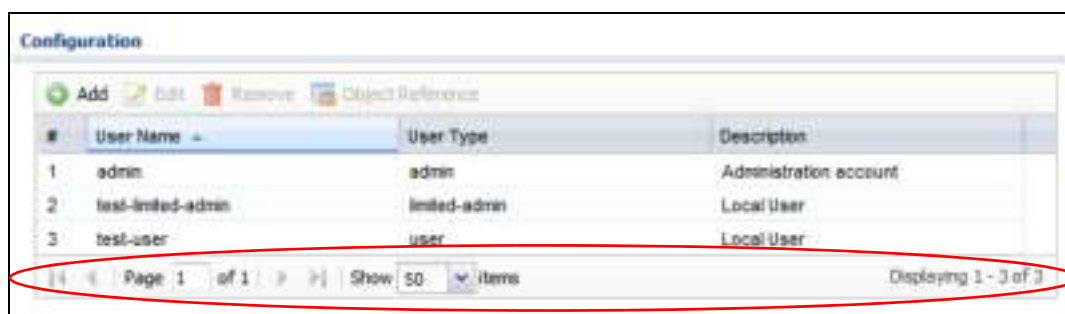 Configuration
Add Edit Remove Object Reference
# User Name User Type Description
1 admin admin Administration account
2 test-limited-admin limited-admin Local User
3 test-user user Local User
Page 1 of 1 Show 50 items Displaying 1 - 3 of 3